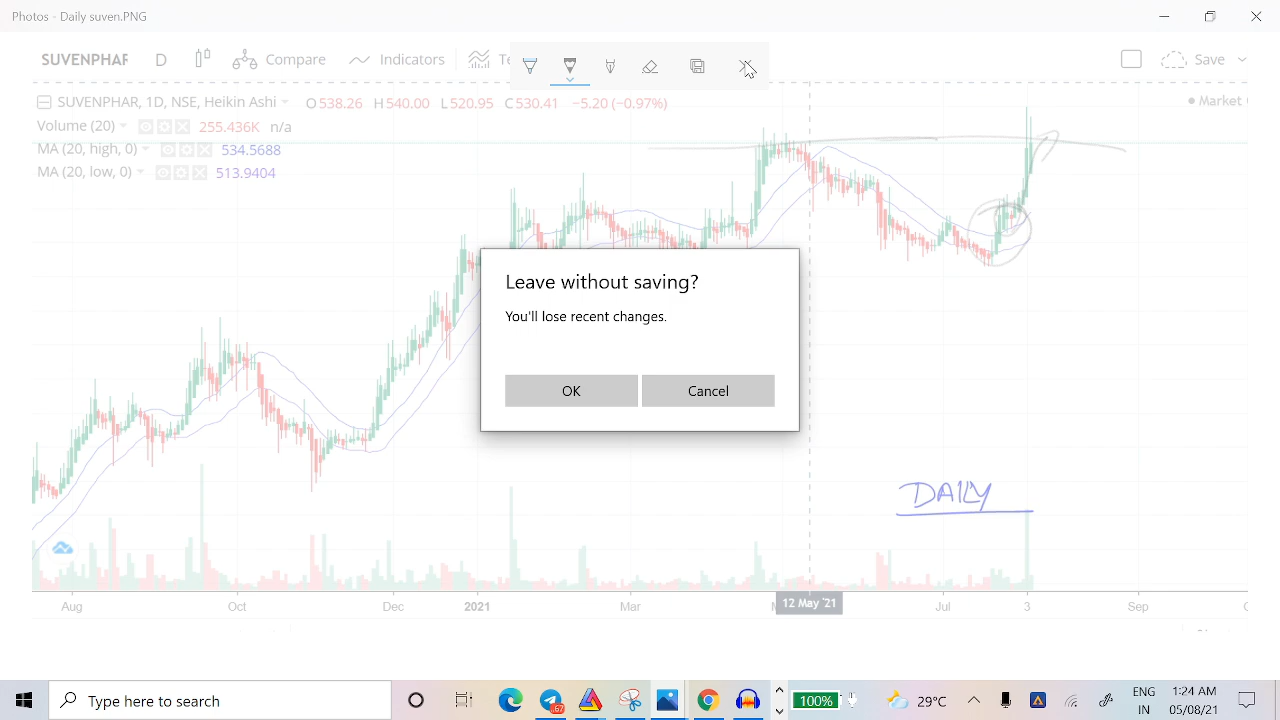 Photos - Suven.PNG
SUVENPHAR D Compare Indicators Save
SUVENPHAR, 1D, NSE, Heikin Ashi O538.26 H540.00 L520.95 C530.41 −5.20 (−0.97%) Market
Volume (20) 255.436K n/a
MA (20, high, 0) 534.5688
MA (20, low, 0) 513.9404
Leave without saving?
You'll lose recent changes.
OK Cancel
DAILY
Aug Oct Dec 2021 Mar 12 May '21 Jul 3 Sep
Type here to search
67
100% 29°C ENG 1:24 AM
IN 05/08/21